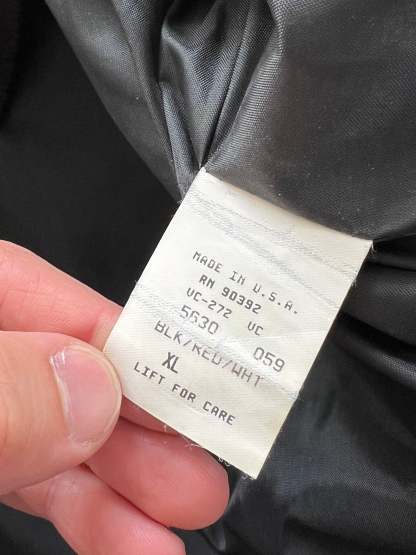 MADE IN U.S.A.
RN 90392
VC-272 VC
5630 059
BLK/RED/WHT
XL
LIFT FOR CARE